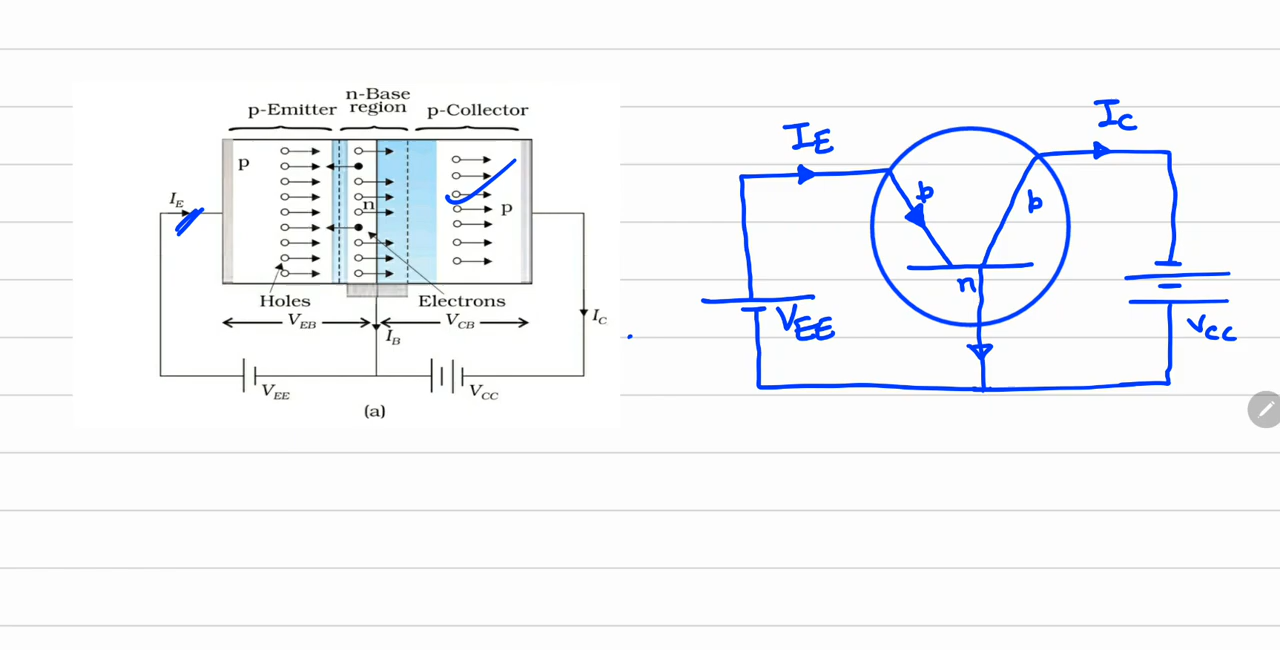 n-Base
p-Emitter region p-Collector
p
n
p
I_E
Holes
Electrons
V_EB
V_CB
I_B
I_C
V_EE
V_CC
(a)
I_E
I_C
p
p
n
V_EE
V_CC